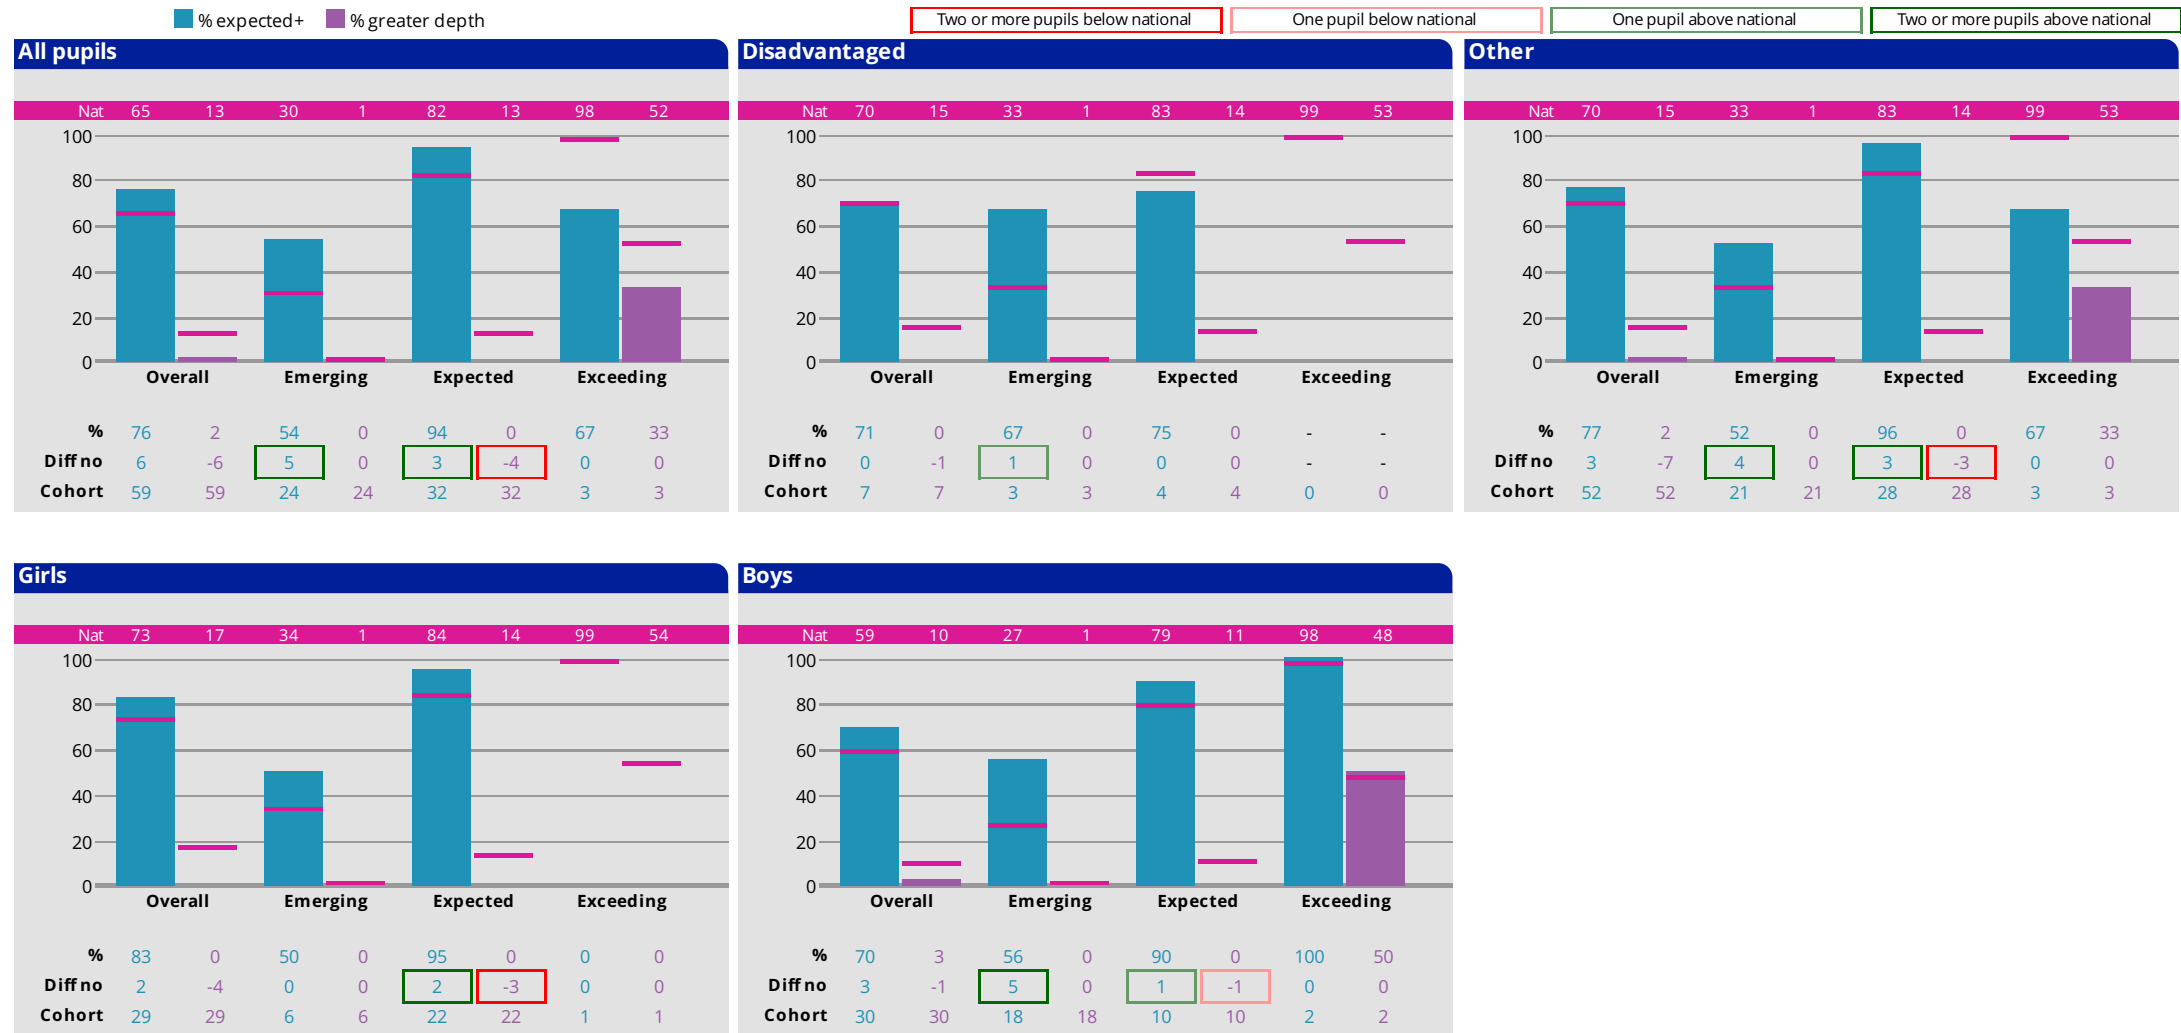 % expected+ % greater depth Two or more pupils below national One pupil below national One pupil above national Two or more pupils above national
All pupils
Nat 65 13 30 1 82 13 98 52
100
80
60
40
20
0
Overall Emerging Expected Exceeding
% 76 2 54 0 94 0 67 33
Diff no 6 -6 5 0 3 -4 0 0
Cohort 59 59 24 24 32 32 3 3
Disadvantaged
Nat 70 15 33 1 83 14 99 53
100
80
60
40
20
0
Overall Emerging Expected Exceeding
% 71 0 67 0 75 0 - -
Diff no 0 -1 1 0 0 0 - -
Cohort 7 7 3 3 4 4 0 0
Other
Nat 70 15 33 1 83 14 99 53
100
80
60
40
20
0
Overall Emerging Expected Exceeding
% 77 2 52 0 96 0 67 33
Diff no 3 -7 4 0 3 -3 0 0
Cohort 52 52 21 21 28 28 3 3
Girls
Nat 73 17 34 1 84 14 99 54
100
80
60
40
20
0
Overall Emerging Expected Exceeding
% 83 0 50 0 95 0 0 0
Diff no 2 -4 0 0 2 -3 0 0
Cohort 29 29 6 6 22 22 1 1
Boys
Nat 59 10 27 1 79 11 98 48
100
80
60
40
20
0
Overall Emerging Expected Exceeding
% 70 3 56 0 90 0 100 50
Diff no 3 -1 5 0 1 -1 0 0
Cohort 30 30 18 18 10 10 2 2